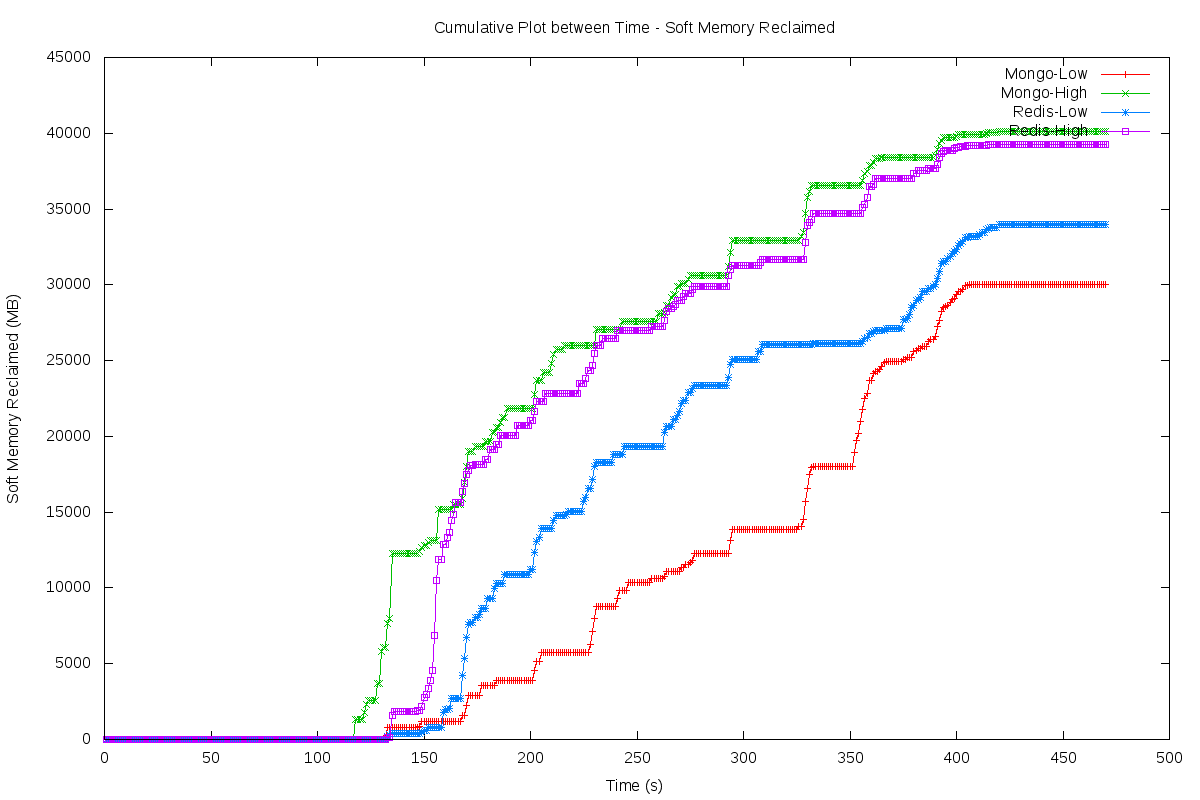 Cumulative Plot between Time - Soft Memory Reclaimed
Soft Memory Reclaimed (MB)
45000
40000
35000
30000
25000
20000
15000
10000
5000
0
Mongo-Low
Mongo-High
Redis-Low
Redis-High
0 50 100 150 200 250 300 350 400 450 500
Time (s)